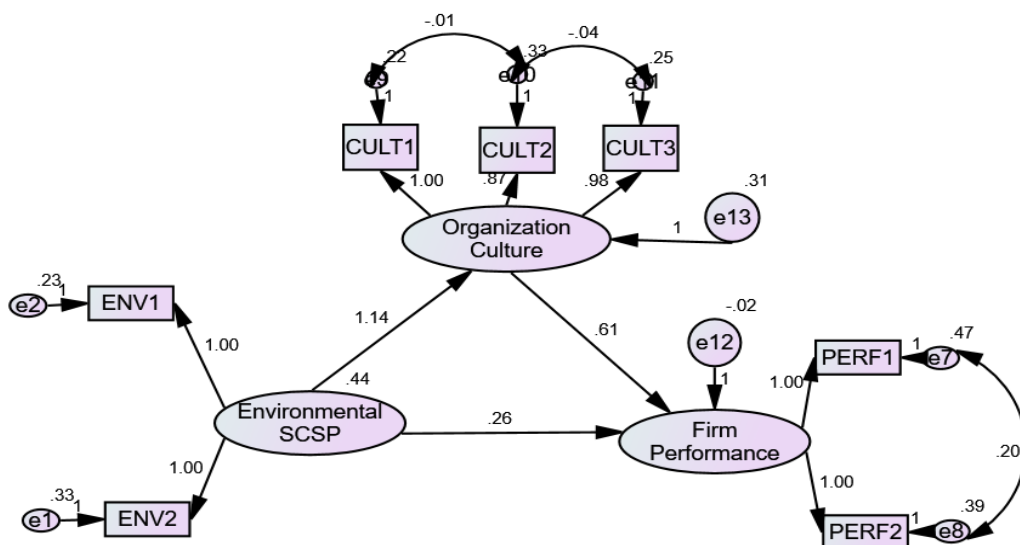 -.01
-.04
.22
.33
.25
e10
1
1
1
CULT1
CULT2
CULT3
1.00
.87
.98
.31
e13
1
Organization
Culture
.23
e2
1
ENV1
1.00
1.14
.61
-.02
e12
1
.47
PERF1
1
e7
1.00
.44
Environmental
SCSP
.26
Firm
Performance
.20
1.00
1.00
.33
e1
1
ENV2
.39
PERF2
1
e8